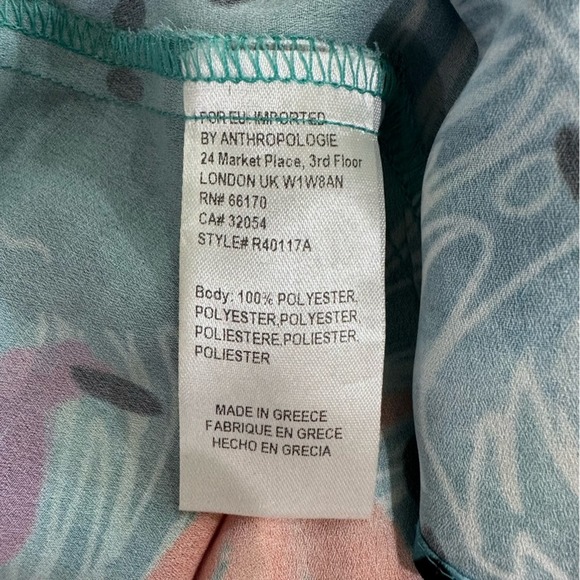 FOR EU: IMPORTED
BY ANTHROPOLOGIE
24 Market Place, 3rd Floor
LONDON UK W1W8AN
RN# 66170
CA# 32054
STYLE# R40117A
Body: 100% POLYESTER,
POLYESTER,POLYESTER,
POLIESTERE,POLIESTER,
POLIESTER
MADE IN GREECE
FABRIQUE EN GRECE
HECHO EN GRECIA